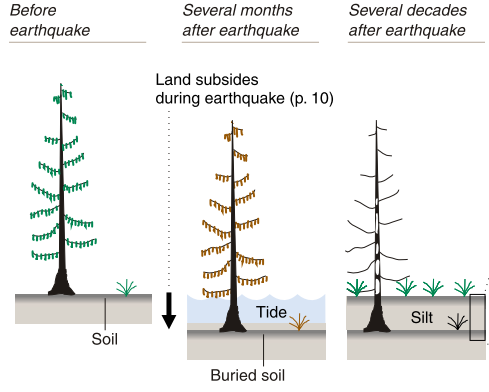 Before
earthquake
Several months
after earthquake
Several decades
after earthquake
Land subsides
during earthquake (p. 10)
Tide
Silt
Soil
Buried soil